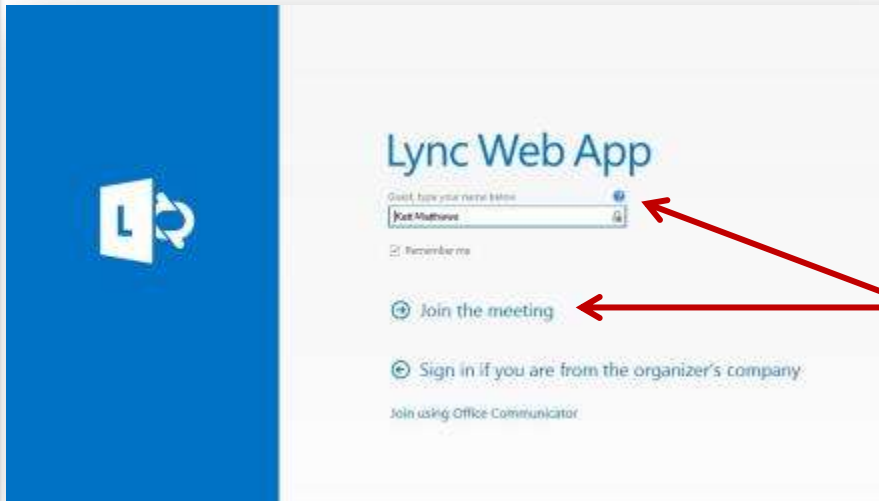 L
Lync Web App
Guest, type your name below
?
Matthews
Remember me
Join the meeting
Sign in if you are from the organizer's company
Join using Office Communicator